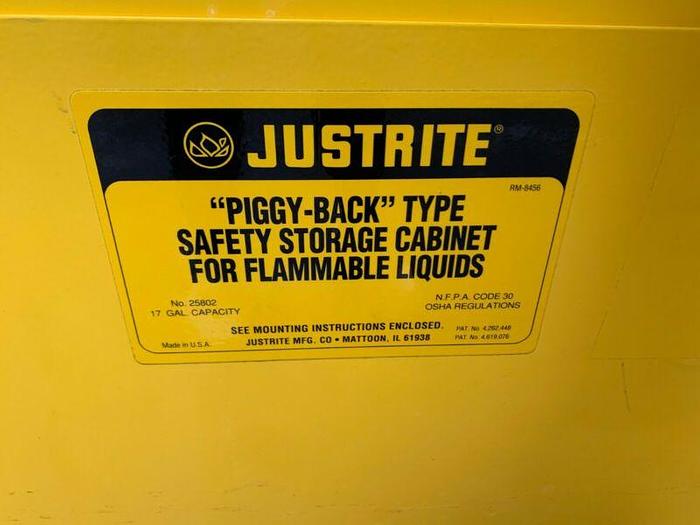 JUSTRITE®
RM-8456
"PIGGY-BACK" TYPE
SAFETY STORAGE CABINET
FOR FLAMMABLE LIQUIDS
No. 25802
17 GAL. CAPACITY
N.F.P.A. CODE 30
OSHA REGULATIONS
SEE MOUNTING INSTRUCTIONS ENCLOSED.
PAT. No. 4,262,448
Made in U.S.A.
JUSTRITE MFG. CO • MATTOON, IL 61938
PAT. No. 4,619,076